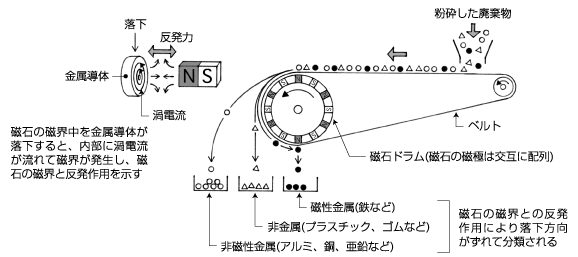 落下
反発力
金属導体
N S
渦電流
磁石の磁界中を金属導体が
落下すると、内部に渦電流
が流れて磁界が発生し、磁
石の磁界と反発作用を示す
粉砕した廃棄物
ベルト
磁石ドラム(磁石の磁極は交互に配列)
磁性金属(鉄など)
非金属(プラスチック、ゴムなど)
非磁性金属(アルミ、銅、亜鉛など)
磁石の磁界との反発
作用により落下方向
がずれて分類される